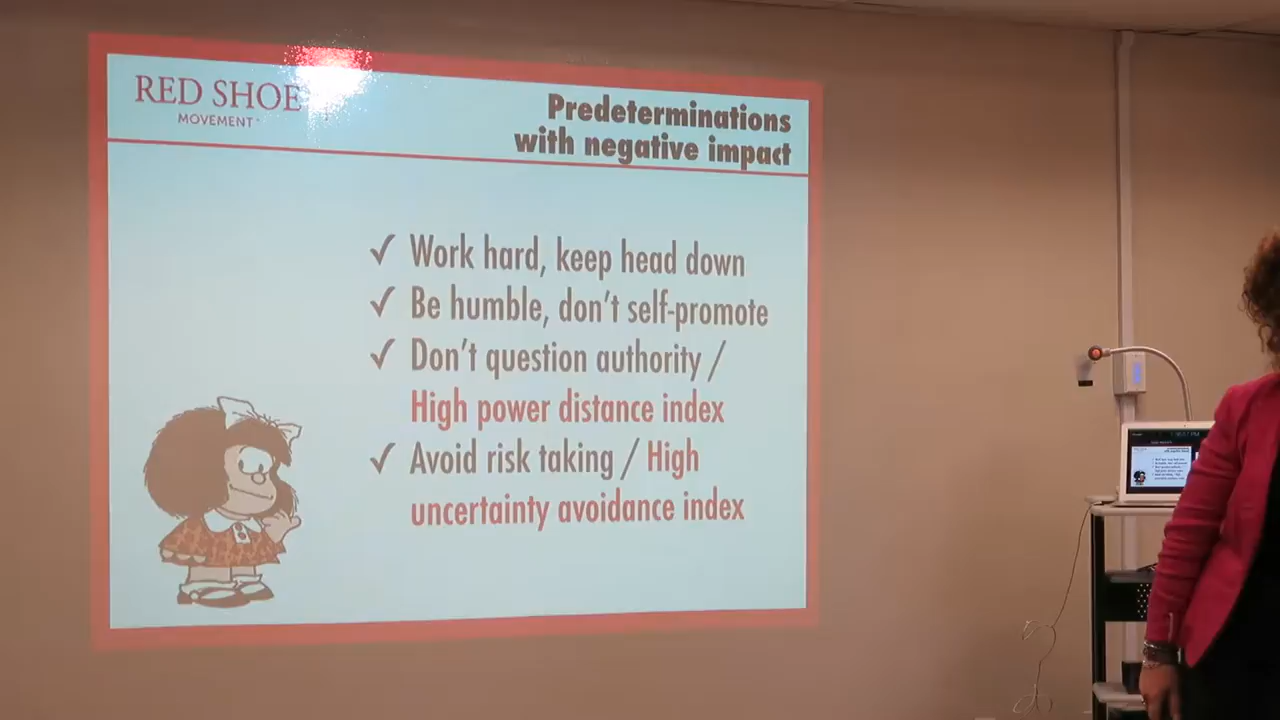 RED SHOE
MOVEMENT
Predeterminations
with negative impact
✓ Work hard, keep head down
✓ Be humble, don't self-promote
✓ Don't question authority /
High power distance index
✓ Avoid risk taking / High
uncertainty avoidance index